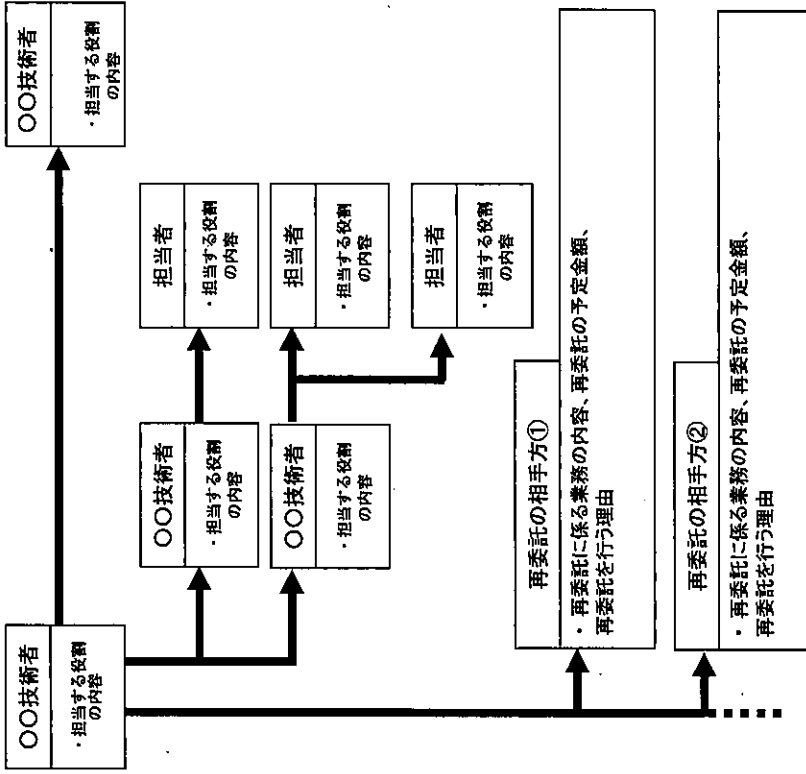 〇〇技術者
・担当する役割
の内容
〇〇技術者
・担当する役割
の内容
〇〇技術者
・担当する役割
の内容
担当者
・担当する役割
の内容
〇〇技術者
・担当する役割
の内容
担当者
・担当する役割
の内容
担当者
・担当する役割
の内容
再委託の相手方①
・再委託に係る業務の内容、再委託の予定金額、
再委託を行う理由
再委託の相手方②
・再委託に係る業務の内容、再委託の予定金額、
再委託を行う理由